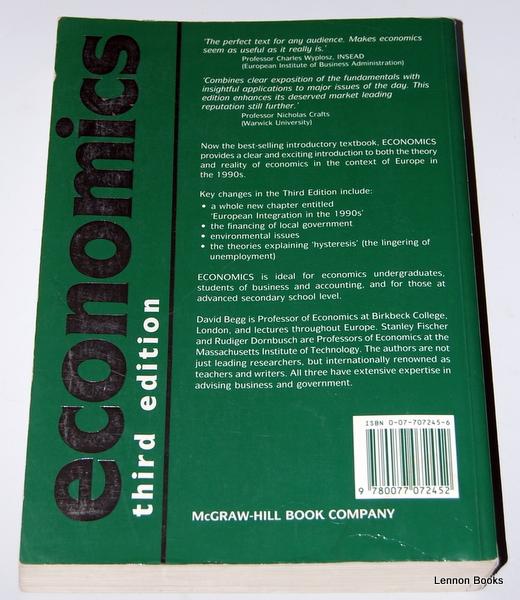 economics
third edition
'The perfect text for any audience. Makes economics
seem as useful as it really is.'
Professor Charles Wyplosz, INSEAD
(European Institute of Business Administration)
'Combines clear exposition of the fundamentals with
insightful applications to major issues of the day. This
edition enhances its deserved market leading
reputation still further.'
Professor Nicholas Crafts
(Warwick University)
Now the best-selling introductory textbook, ECONOMICS
provides a clear and exciting introduction to both the theory
and reality of economics in the context of Europe in
the 1990s.
Key changes in the Third Edition include:
• a whole new chapter entitled
'European Integration in the 1990s'
• the financing of local government
• environmental issues
• the theories explaining 'hysteresis' (the lingering of
unemployment)
ECONOMICS is ideal for economics undergraduates,
students of business and accounting, and for those at
advanced secondary school level.
David Begg is Professor of Economics at Birkbeck College,
London, and lectures throughout Europe. Stanley Fischer
and Rudiger Dornbusch are Professors of Economics at the
Massachusetts Institute of Technology. The authors are not
just leading researchers, but internationally renowned as
teachers and writers. All three have extensive expertise in
advising business and government.
ISBN 0-07-707245-6
9 780077 072452
McGRAW-HILL BOOK COMPANY
Lennon Books